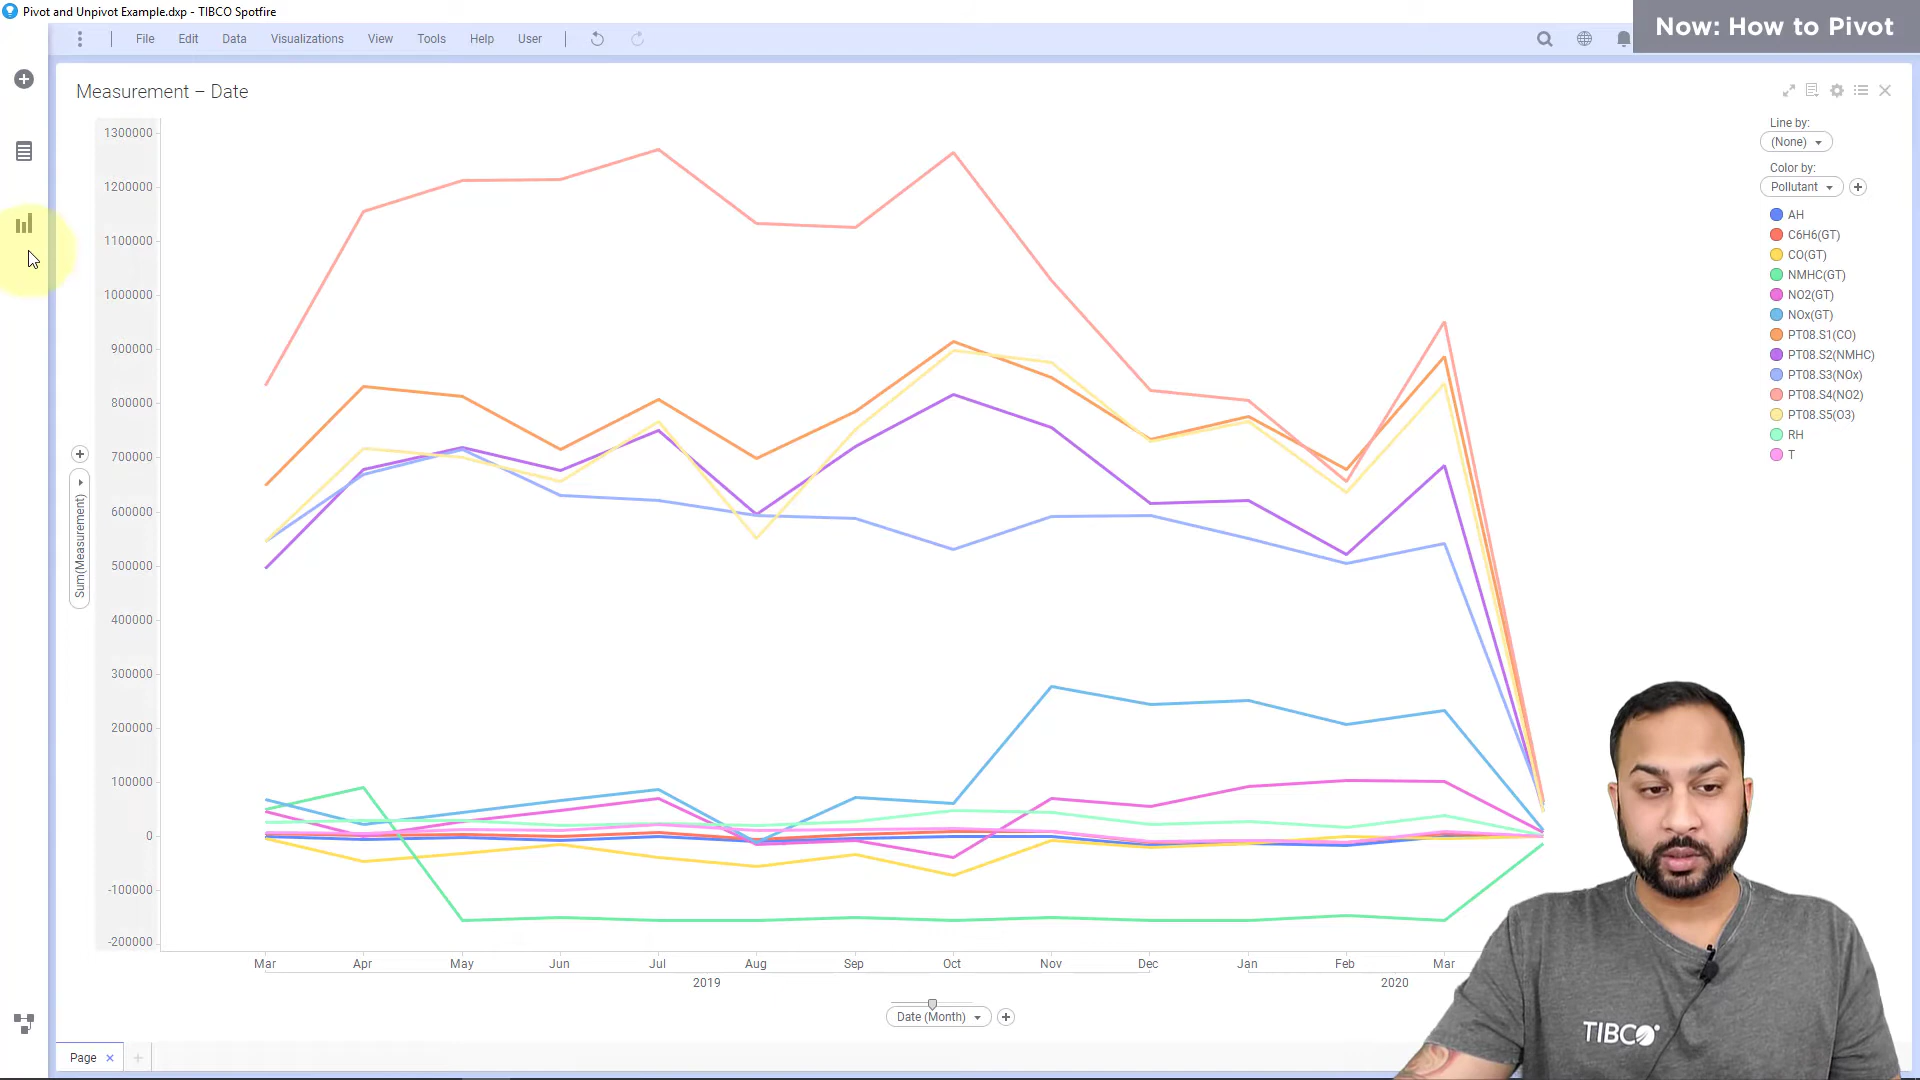 Pivot and Unpivot Example.dxp - TIBCO Spotfire
Now: How to Pivot
File Edit Data Visualizations View Tools Help User
Measurement – Date
Line by:
(None)
Color by:
Pollutant
AH
C6H6(GT)
CO(GT)
NMHC(GT)
NO2(GT)
NOx(GT)
PT08.S1(CO)
PT08.S2(NMHC)
PT08.S3(NOx)
PT08.S4(NO2)
PT08.S5(O3)
RH
T
1300000
1200000
1100000
1000000
900000
800000
700000
600000
500000
400000
300000
200000
100000
0
-100000
-200000
Sum(Measurement)
Mar Apr May Jun Jul Aug Sep Oct Nov Dec Jan Feb Mar
2019 2020
Date (Month)
Page
TIBCO